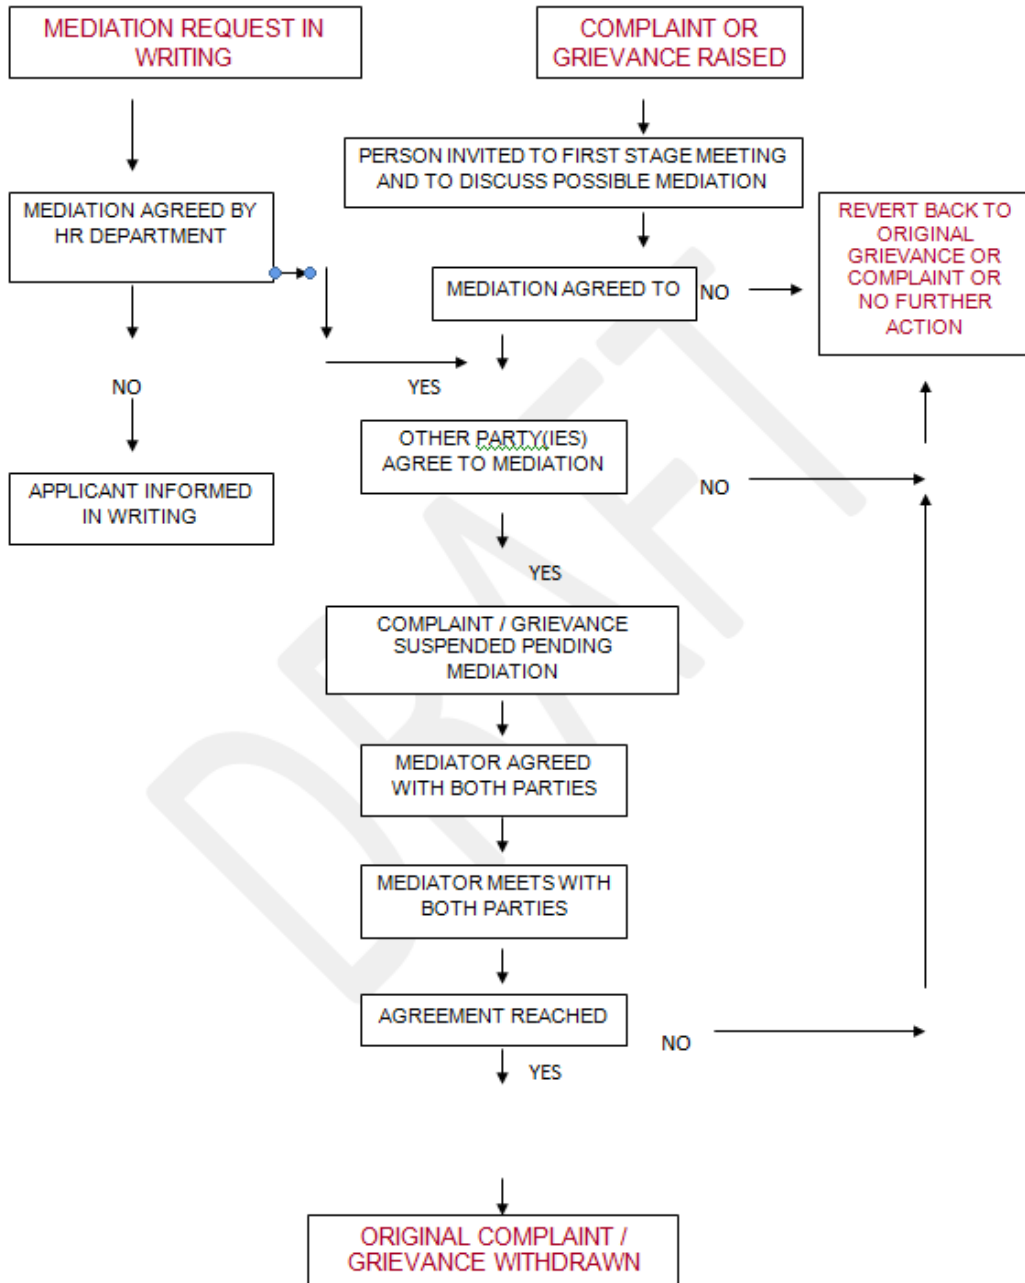 MEDIATION REQUEST IN
WRITING
COMPLAINT OR
GRIEVANCE RAISED
PERSON INVITED TO FIRST STAGE MEETING
AND TO DISCUSS POSSIBLE MEDIATION
MEDIATION AGREED BY
HR DEPARTMENT
REVERT BACK TO
ORIGINAL
GRIEVANCE OR
COMPLAINT OR
NO FURTHER
ACTION
MEDIATION AGREED TO
NO
NO
YES
OTHER PARTY(IES)
AGREE TO MEDIATION
NO
APPLICANT INFORMED
IN WRITING
YES
COMPLAINT / GRIEVANCE
SUSPENDED PENDING
MEDIATION
MEDIATOR AGREED
WITH BOTH PARTIES
MEDIATOR MEETS WITH
BOTH PARTIES
AGREEMENT REACHED
NO
YES
ORIGINAL COMPLAINT /
GRIEVANCE WITHDRAWN
DRAFT